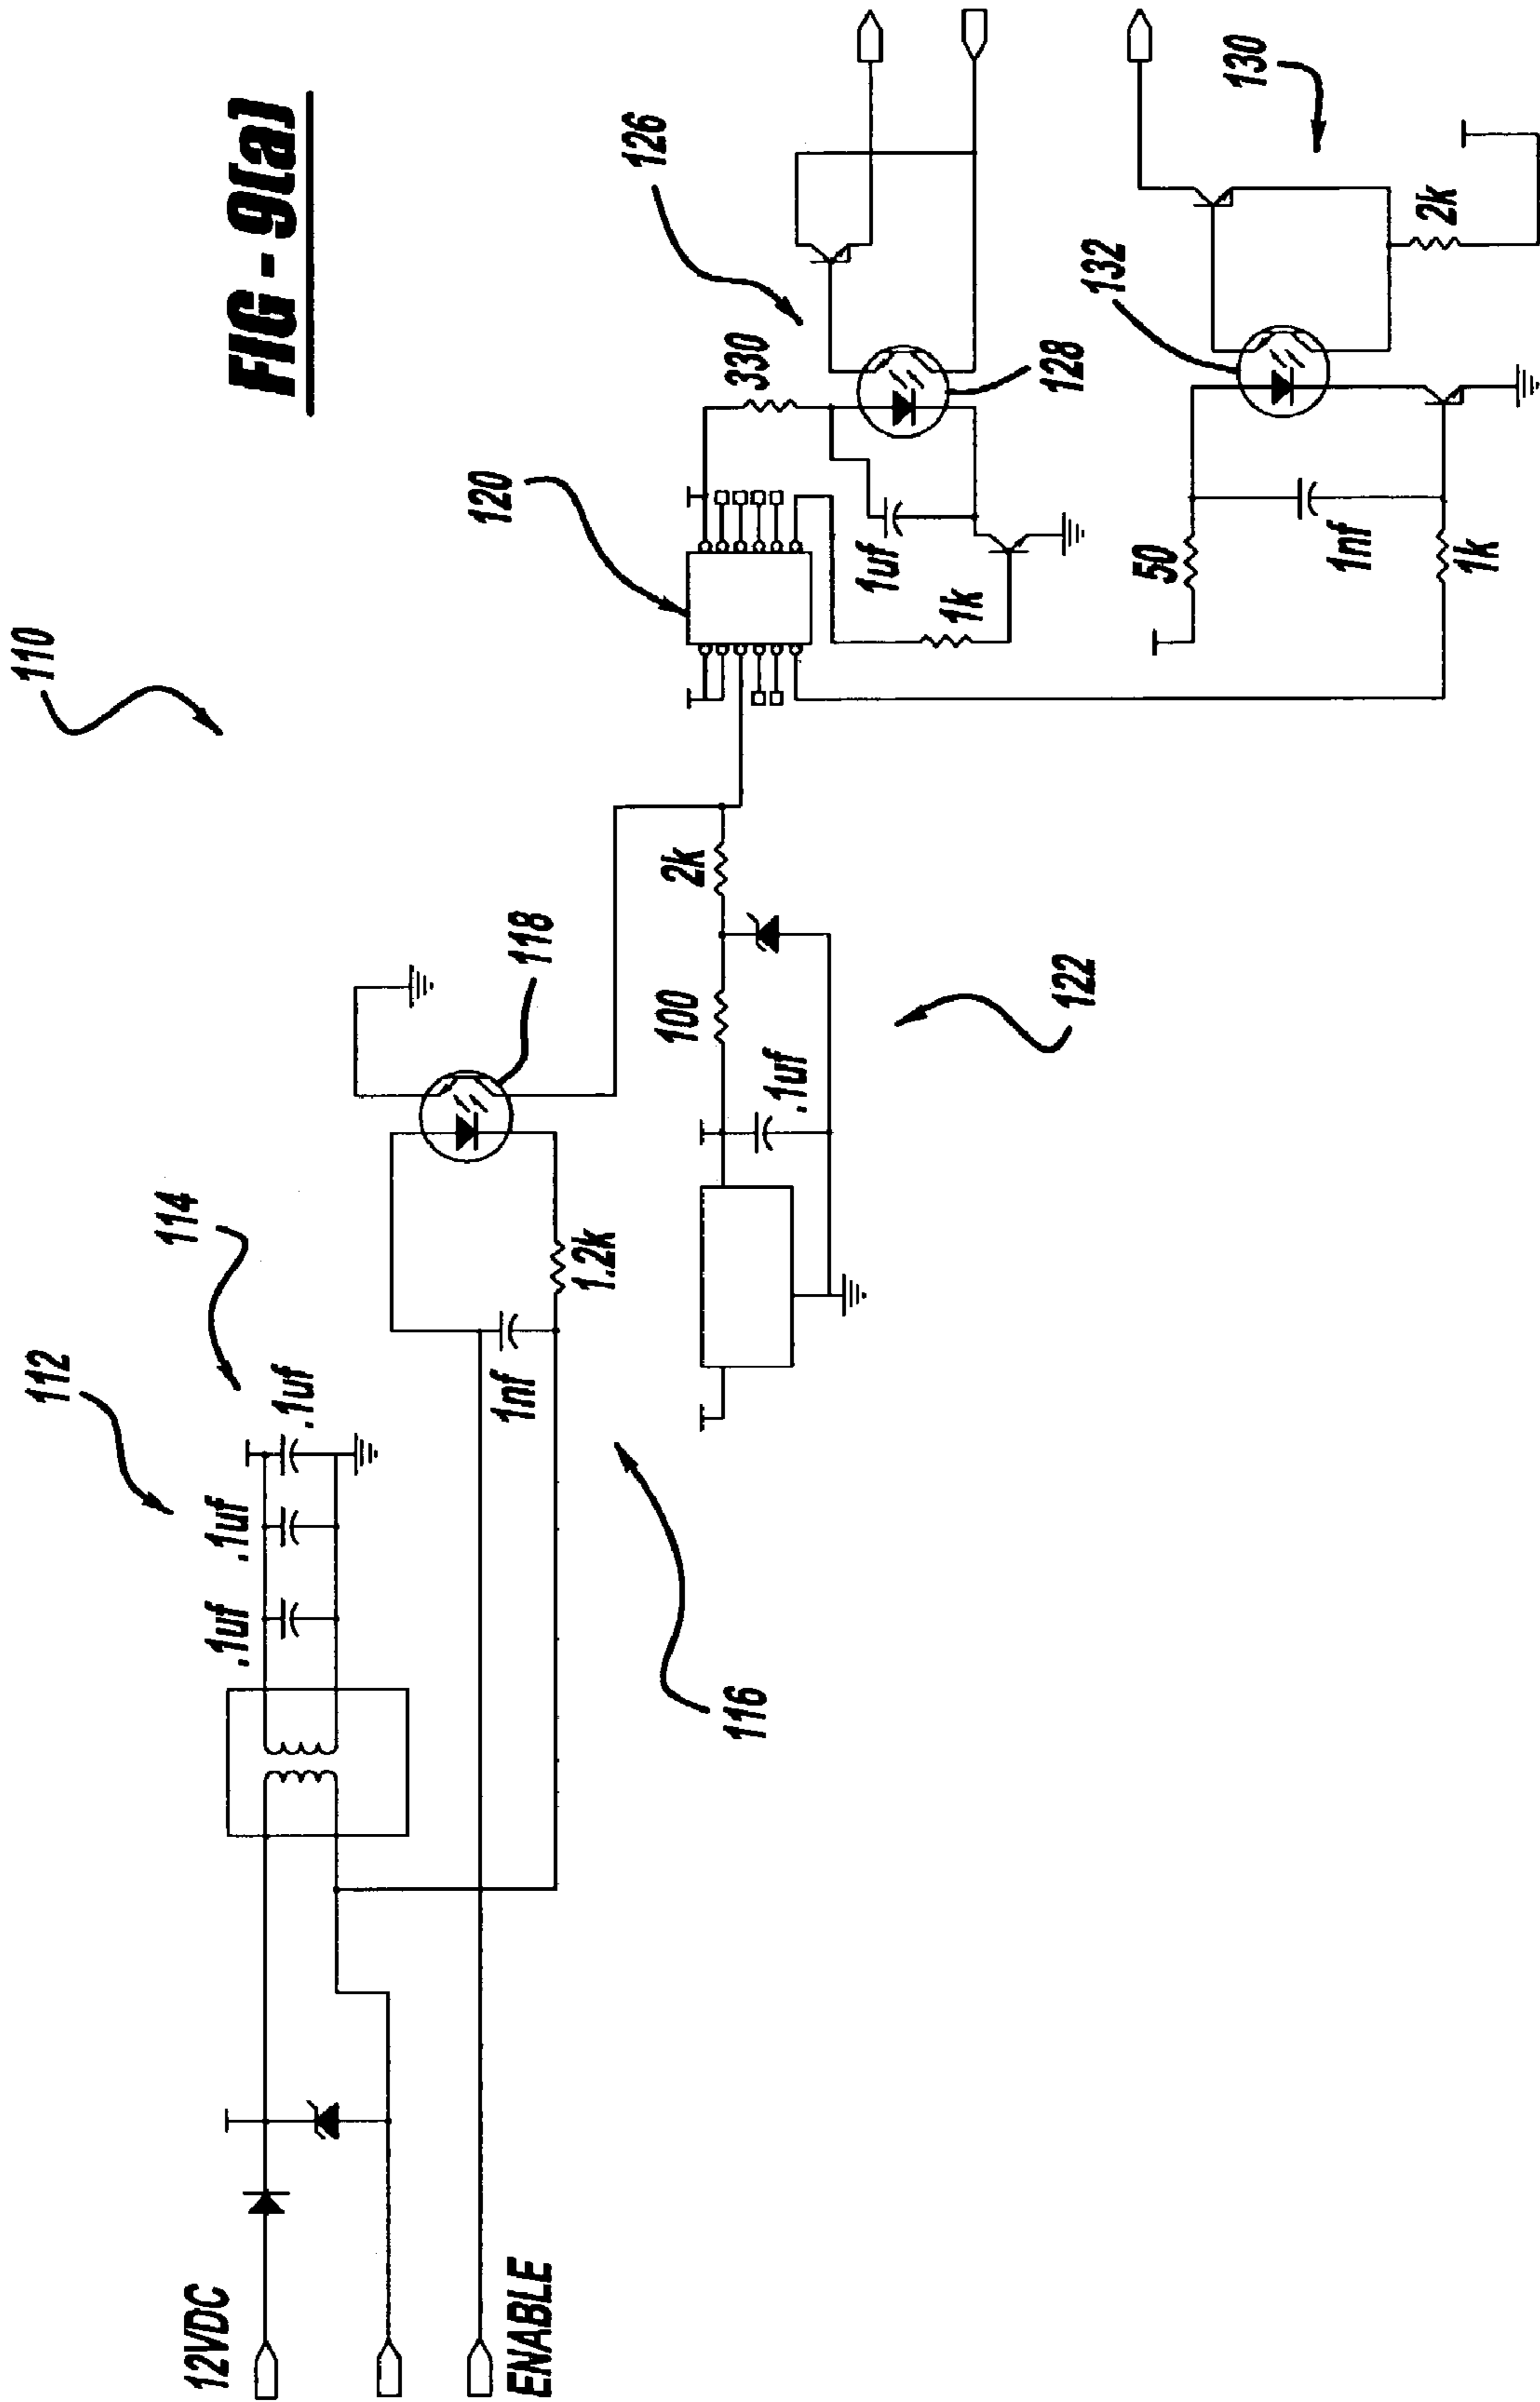 FIG - 9(a)
110
112
114
.1uf
.1uf
.1uf
12VDC
ENABLE
116
1nf
1.2k
118
100
.1uf
2k
122
120
330
126
128
1uf
1k
50
1nf
1k
132
130
2k